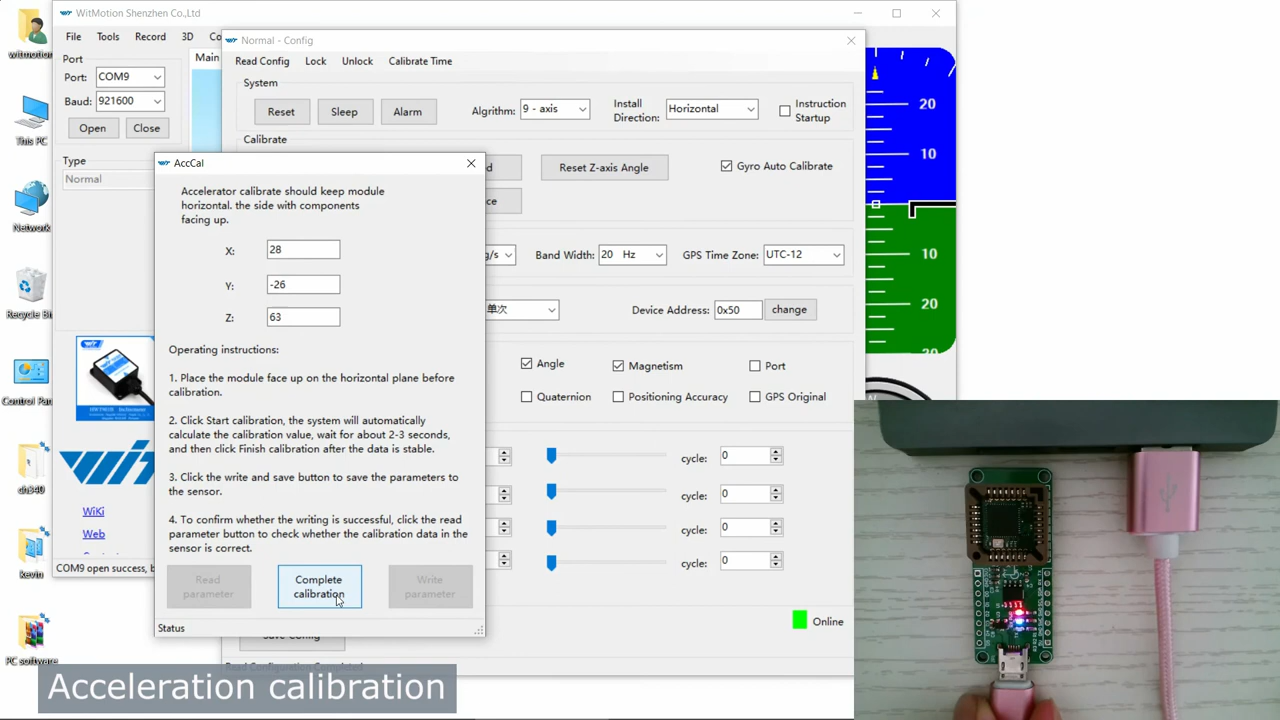 witmotion
This PC
Network
Recycle Bi
Control Pan
ch340
kevin
PC software
WitMotion Shenzhen Co.,Ltd
File Tools Record 3D Co
Port
Port: COM9
Baud: 921600
Open Close
Type
Normal
Main
WiKi
Web
COM9 open success, b
Normal - Config
Read Config Lock Unlock Calibrate Time
System
Reset Sleep Alarm Algorithm: 9 - axis Install
Direction: Horizontal Instruction
Startup
Calibrate
d Reset Z-axis Angle Gyro Auto Calibrate
ce
g/s Band Width: 20 Hz GPS Time Zone: UTC-12
单次 Device Address: 0x50 change
Angle Magnetism Port
Quaternion Positioning Accuracy GPS Original
cycle: 0
cycle: 0
cycle: 0
cycle: 0
Online
AccCal
Accelerator calibrate should keep module
horizontal. the side with components
facing up.
X: 28
Y: -26
Z: 63
Operating instructions:
1. Place the module face up on the horizontal plane before
calibration.
2. Click Start calibration, the system will automatically
calculate the calibration value, wait for about 2-3 seconds,
and then click Finish calibration after the data is stable.
3. Click the write and save button to save the parameters to
the sensor.
4. To confirm whether the writing is successful, click the read
parameter button to check whether the calibration data in the
sensor is correct.
Read
parameter
Complete
calibration
Write
parameter
Status
Save Config
Read Configuration Completed
20
10
10
20
20
N
Acceleration calibration